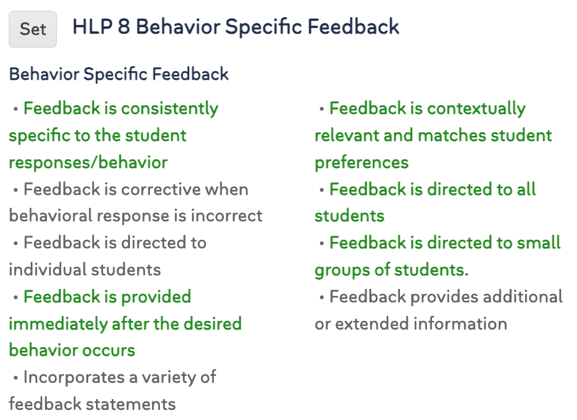 Set
HLP 8 Behavior Specific Feedback
Behavior Specific Feedback
• Feedback is consistently
specific to the student
responses/behavior
• Feedback is corrective when
behavioral response is incorrect
• Feedback is directed to
individual students
• Feedback is provided
immediately after the desired
behavior occurs
• Incorporates a variety of
feedback statements
• Feedback is contextually
relevant and matches student
preferences
• Feedback is directed to all
students
• Feedback is directed to small
groups of students.
• Feedback provides additional
or extended information